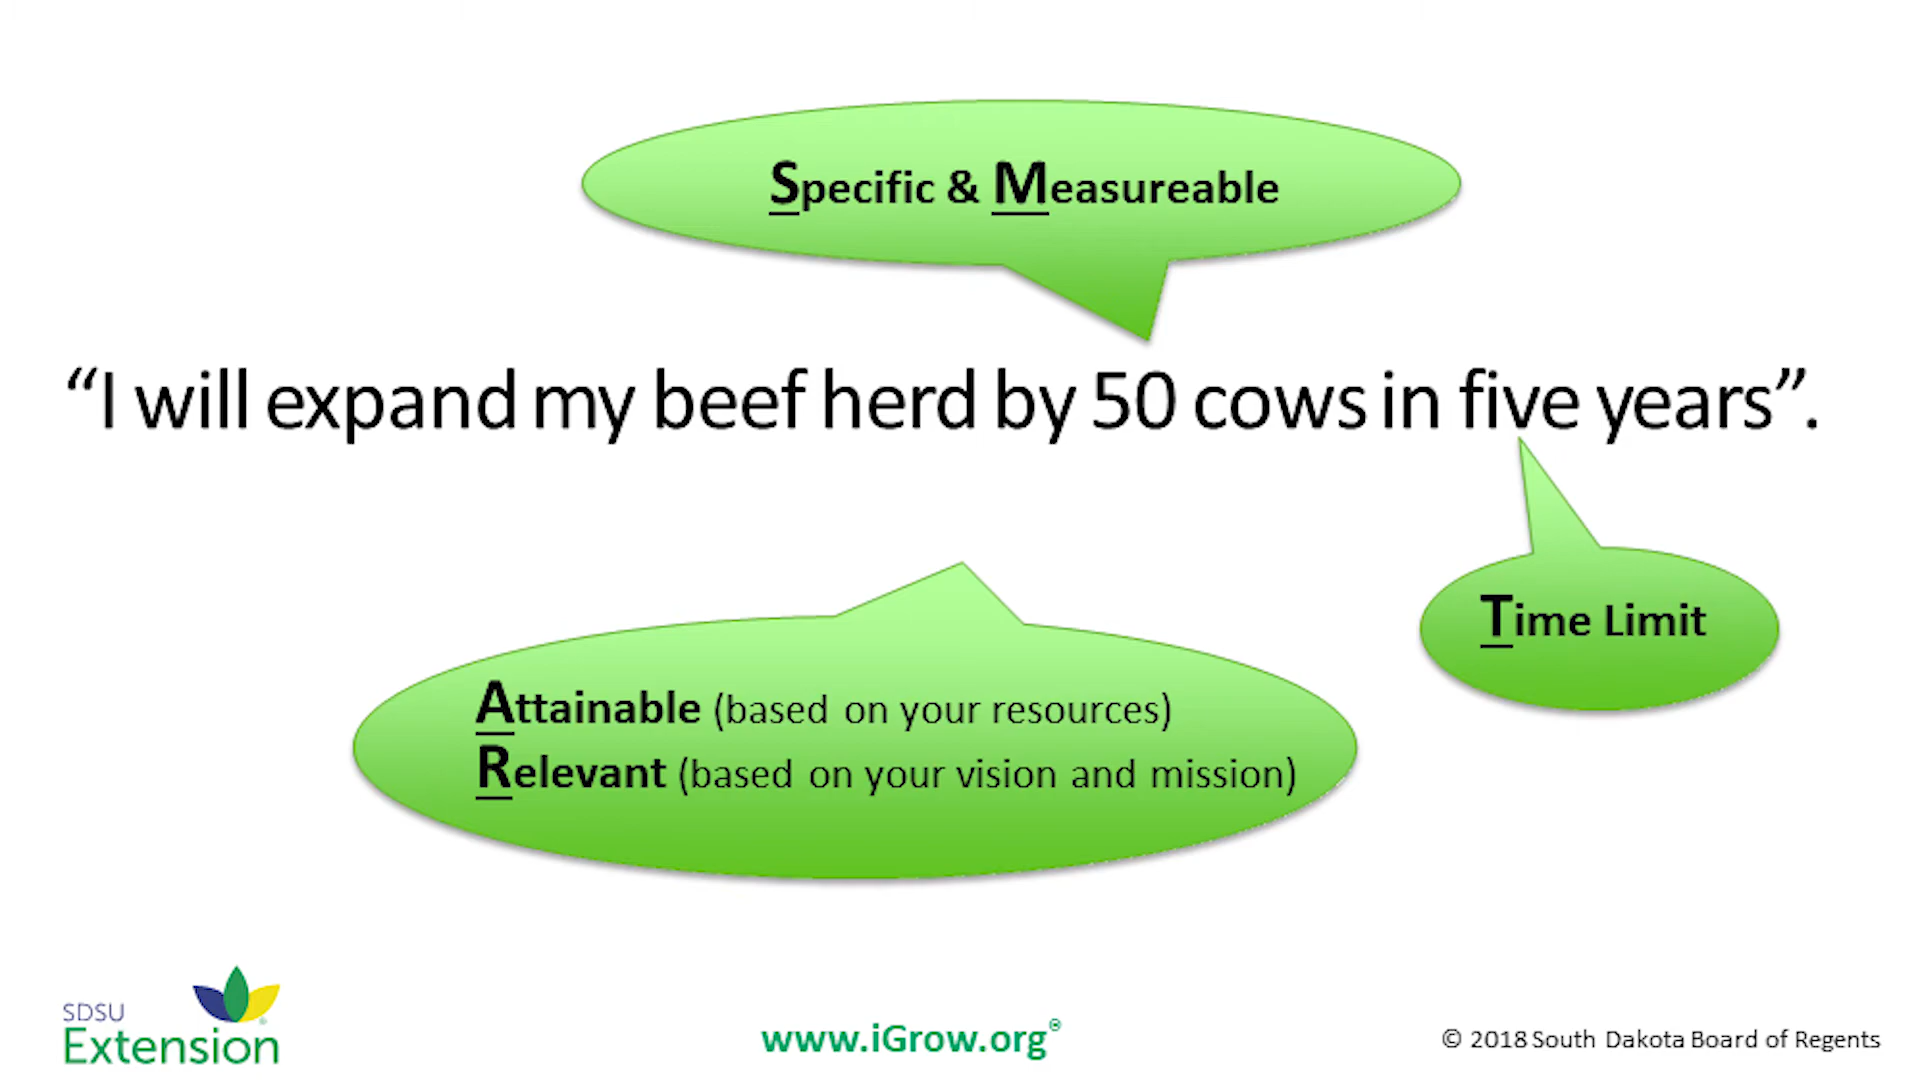 Specific & Measureable
“I will expand my beef herd by 50 cows in five years”.
Time Limit
Attainable (based on your resources)
Relevant (based on your vision and mission)
SDSU
Extension
www.iGrow.org®
© 2018 South Dakota Board of Regents